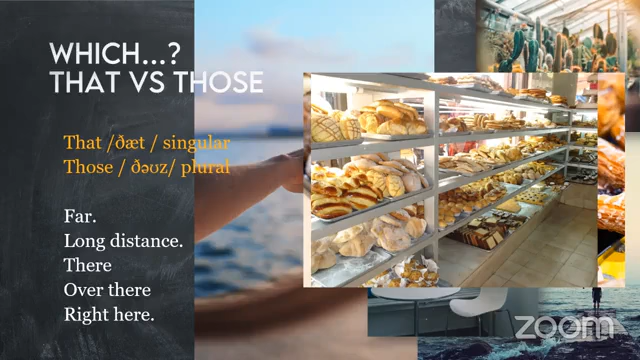 WHICH...?
THAT VS THOSE
That /ðæt / singular
Those / ðəʊz/ plural
Far.
Long distance.
There
Over there
Right here.
zoom